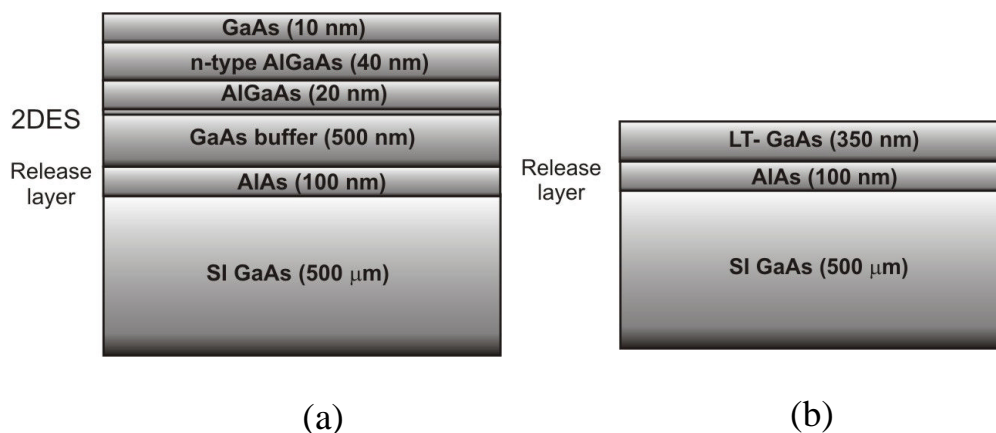 GaAs (10 nm)
n-type AlGaAs (40 nm)
AlGaAs (20 nm)
2DES
GaAs buffer (500 nm)
Release
layer
AlAs (100 nm)
SI GaAs (500 μm)
(a)
LT- GaAs (350 nm)
Release
layer
AlAs (100 nm)
SI GaAs (500 μm)
(b)